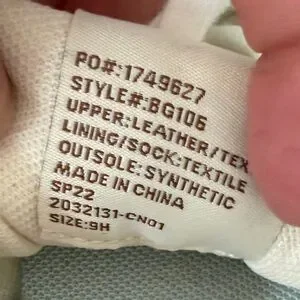 PO#:1749627
STYLE#:BG106
UPPER:LEATHER/TEX
LINING/SOCK:TEXTILE
OUTSOLE: SYNTHETIC
MADE IN CHINA
SP22
2032131-CN01
SIZE:9H